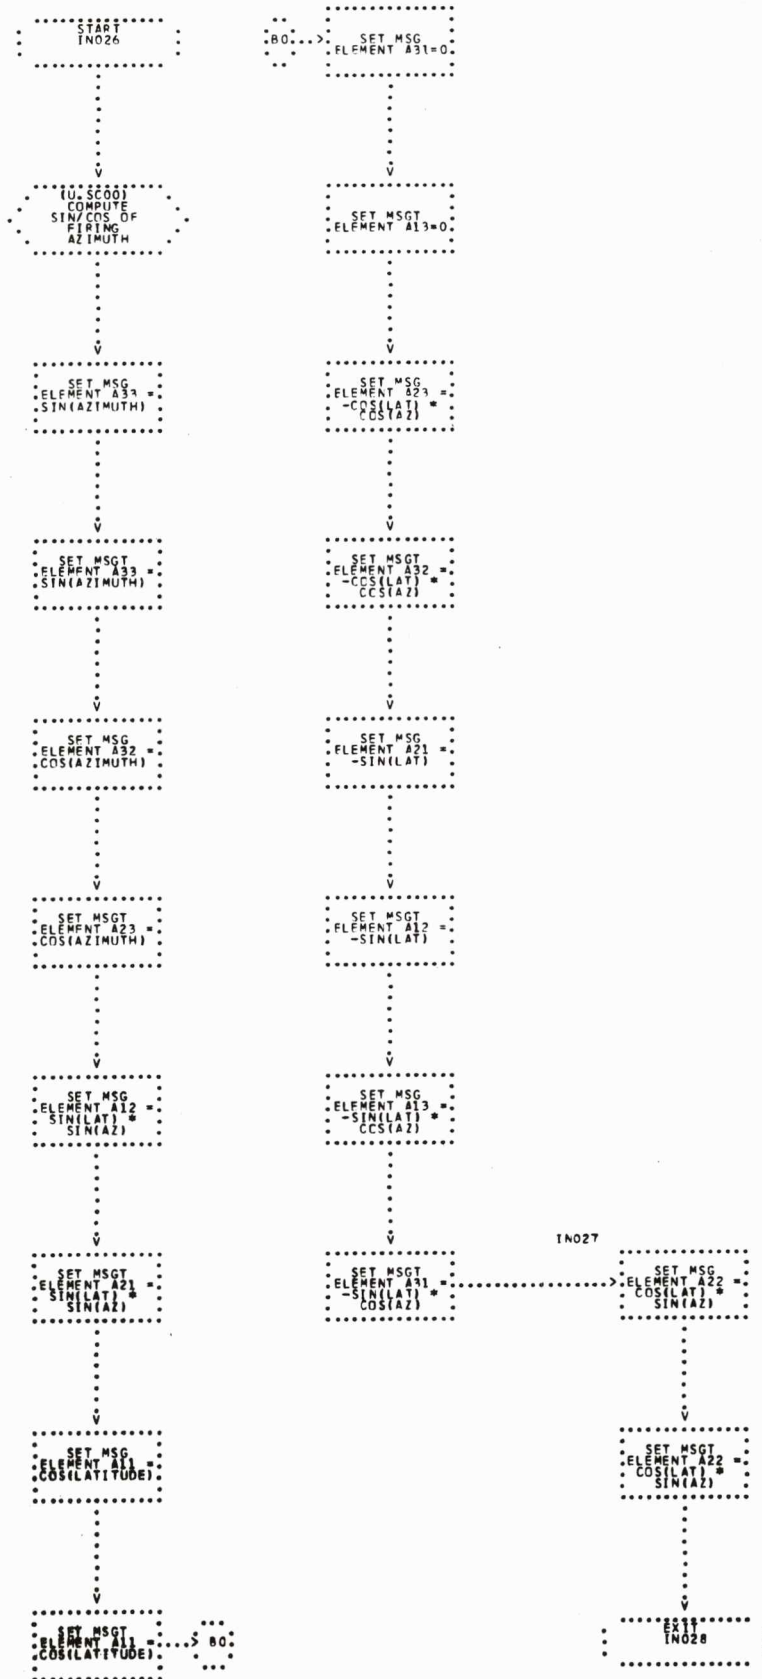 START
IN026
(U.SC00)
COMPUTE
SIN/COS OF
FIRING
AZIMUTH
SET MSG
ELEMENT A33 =
SIN(AZIMUTH)
SET MSGT
ELEMENT A33 =
SIN(AZIMUTH)
SET MSG
ELEMENT A32 =
COS(AZIMUTH)
SET MSGT
ELEMENT A23 =
COS(AZIMUTH)
SET MSG
ELEMENT A12 =
SIN(LAT) *
SIN(AZ)
SET MSGT
ELEMENT A21 =
SIN(LAT) *
SIN(AZ)
SET MSG
ELEMENT A11 =
COS(LATITUDE)
SET MSGT
ELEMENT A11 =
COS(LATITUDE)
B0
B0
SET MSG
ELEMENT A31=0
SET MSGT
ELEMENT A13=0
SET MSG
ELEMENT A23 =
-COS(LAT) *
COS(AZ)
SET MSGT
ELEMENT A32 =
-CCS(LAT) *
CCS(AZ)
SET MSG
ELEMENT A21 =
-SIN(LAT)
SET MSGT
ELEMENT A12 =
-SIN(LAT)
SET MSG
ELEMENT A13 =
-SIN(LAT) *
CCS(AZ)
SET MSGT
ELEMENT A31 =
-SIN(LAT) *
COS(AZ)
IN027
SET MSG
ELEMENT A22 =
COS(LAT) *
SIN(AZ)
SET MSGT
ELEMENT A22 =
COS(LAT) *
SIN(AZ)
EXIT
IN028